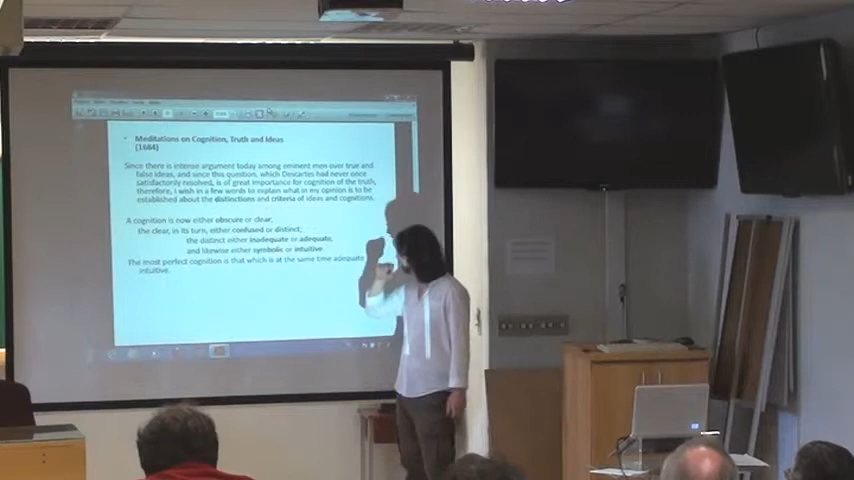 • Meditations on Cognition, Truth and Ideas
(1684)
Since there is intense argument today among eminent men over true and
false ideas, and since this question, which Descartes had never once
satisfactorily resolved, is of great importance for cognition of the truth,
therefore, I wish in a few words to explain what in my opinion is to be
established about the distinctions and criteria of ideas and cognitions.
A cognition is now either obscure or clear,
the clear, in its turn, either confused or distinct;
the distinct either inadequate or adequate,
and likewise either symbolic or intuitive
The most perfect cognition is that which is at the same time adequate
intuitive.